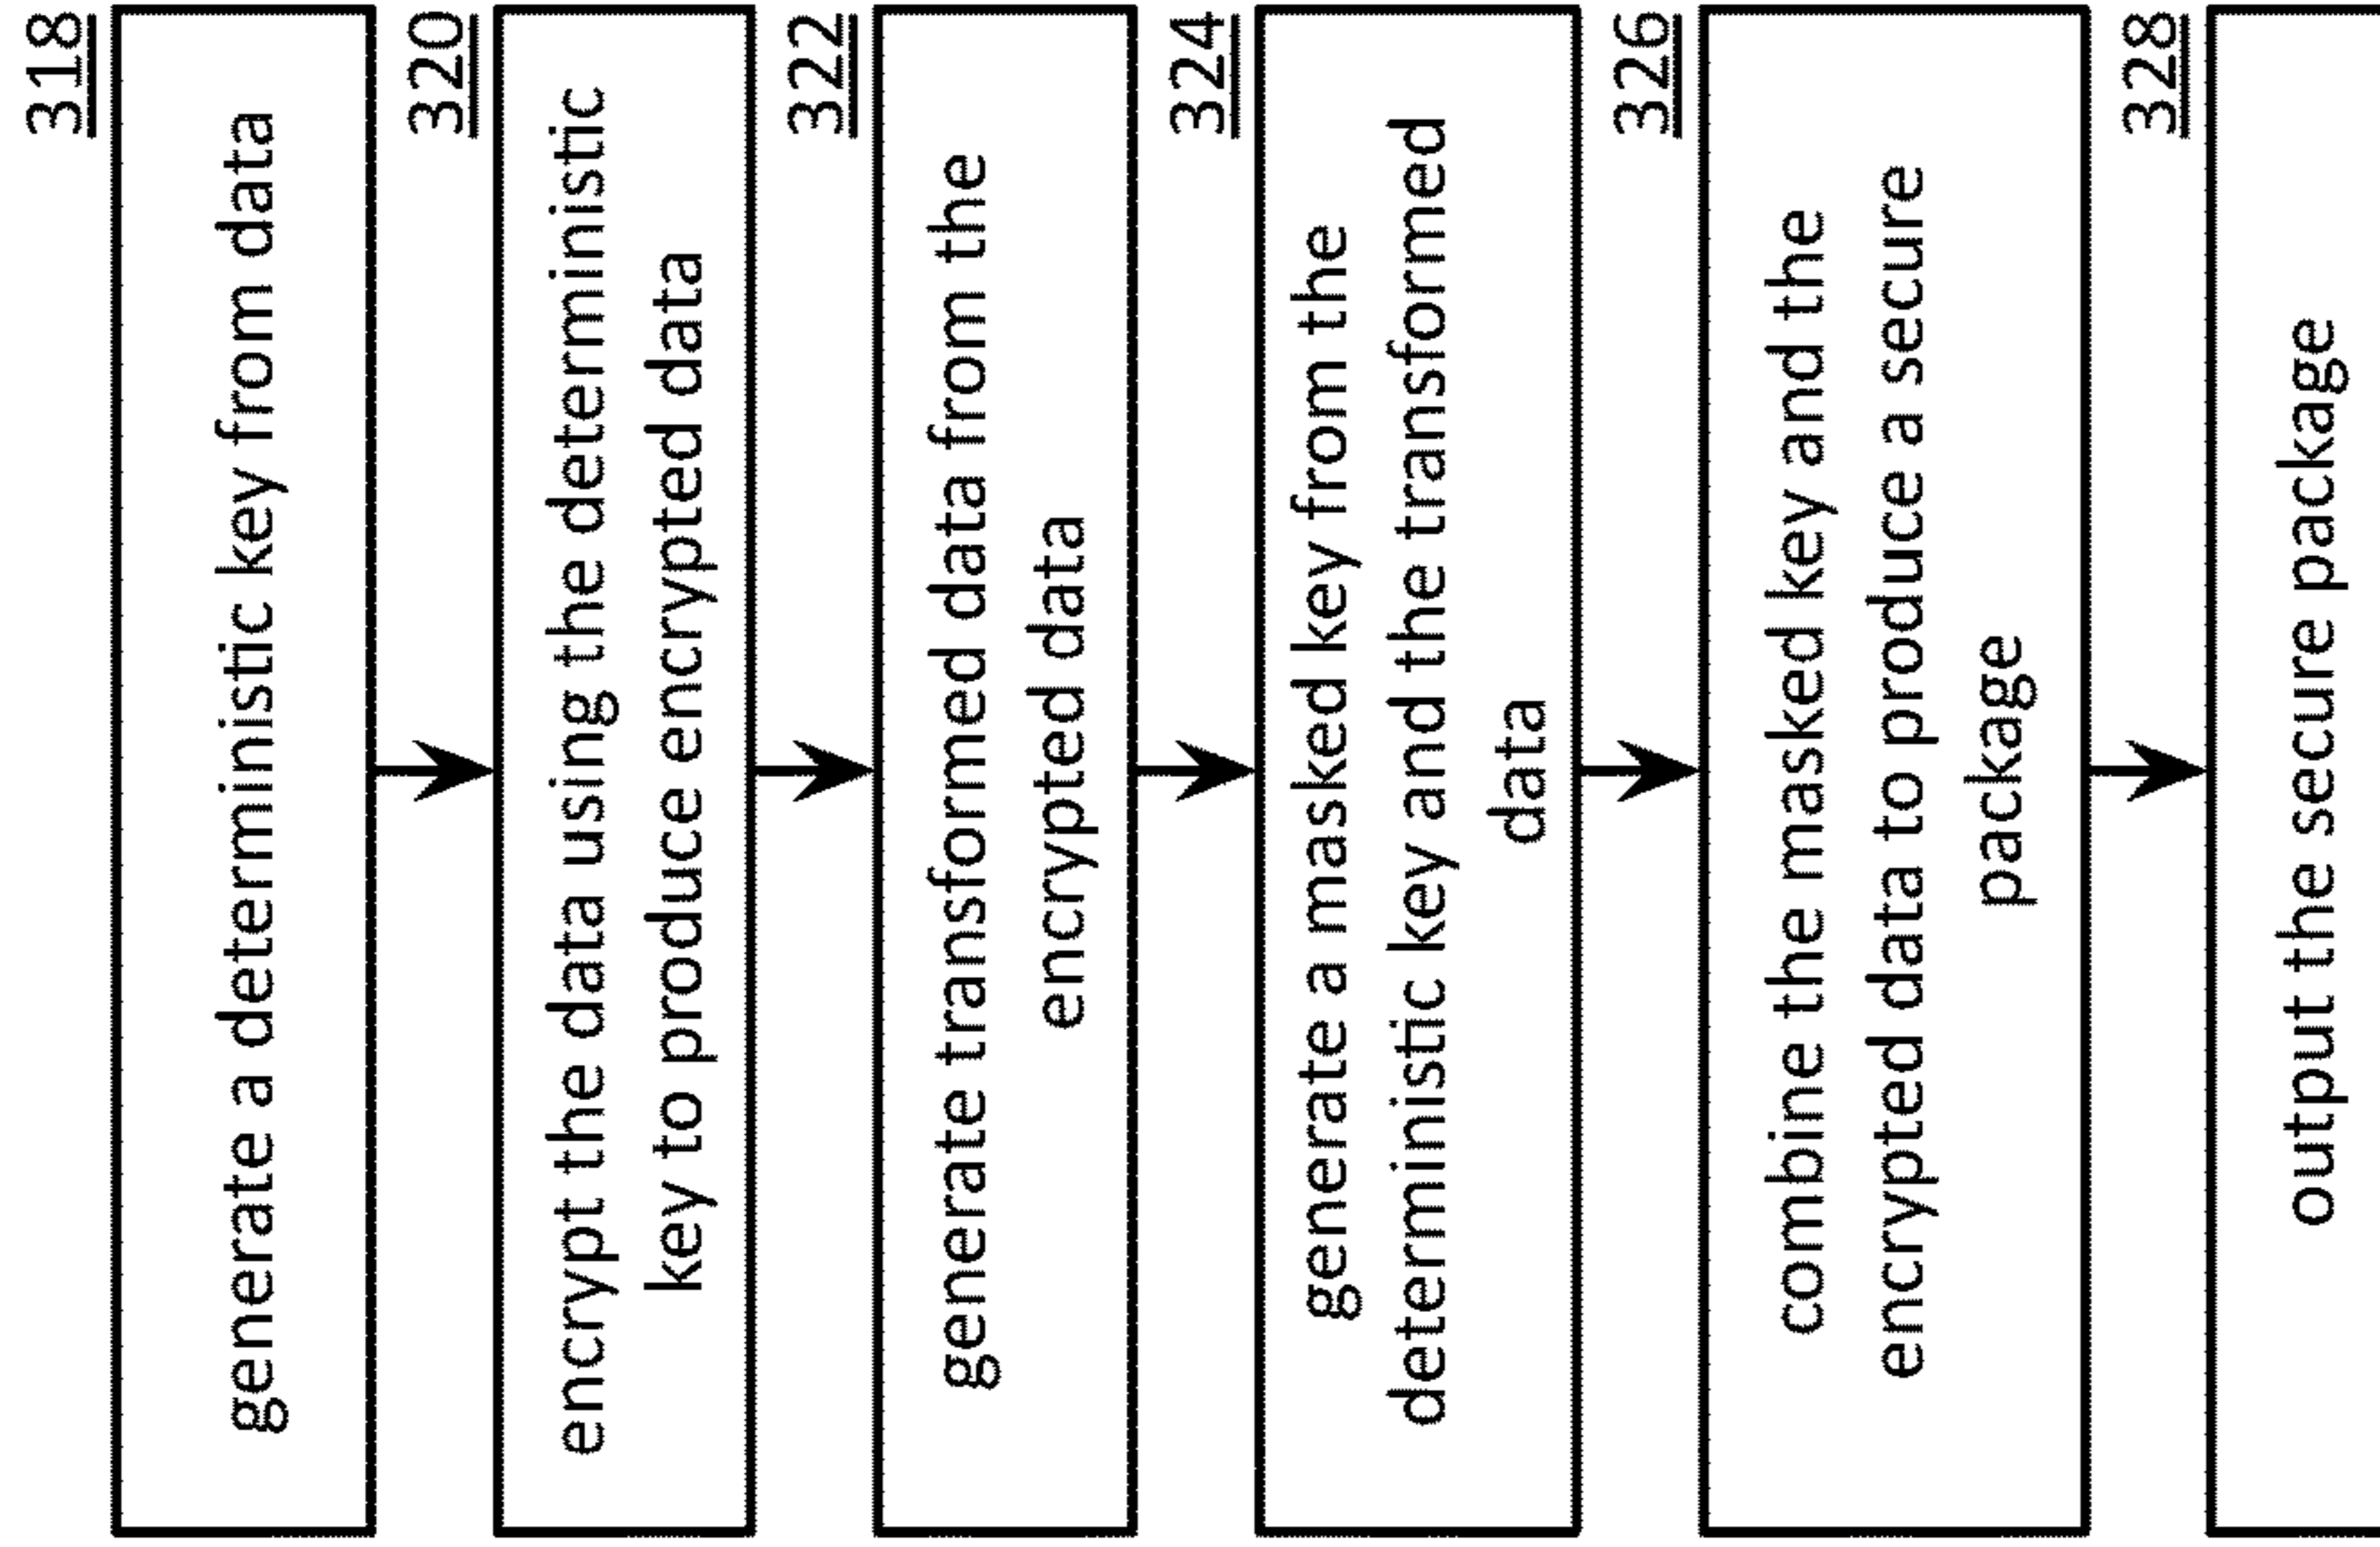 318
generate a deterministic key from data
320
encrypt the data using the deterministic
key to produce encrypted data
322
generate transformed data from the
encrypted data
324
generate a masked key from the
deterministic key and the transformed
data
326
combine the masked key and the
encrypted data to produce a secure
package
328
output the secure package